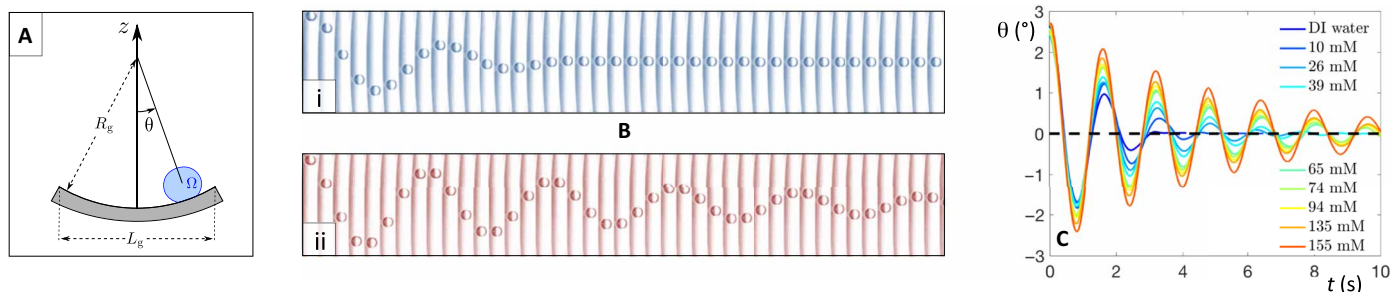 A
z
R_g
θ
Ω
L_g
i
B
ii
θ (°)
3
2
1
0
−1
−2
−3
DI water
10 mM
26 mM
39 mM
65 mM
74 mM
94 mM
135 mM
155 mM
C
0 2 4 6 8 10
t (s)